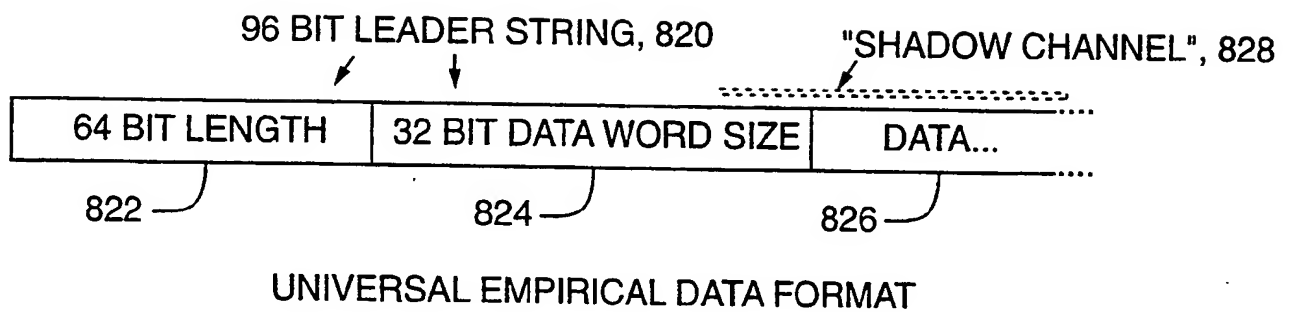 96 BIT LEADER STRING, 820
"SHADOW CHANNEL", 828
64 BIT LENGTH
32 BIT DATA WORD SIZE
DATA...
822
824
826
UNIVERSAL EMPIRICAL DATA FORMAT